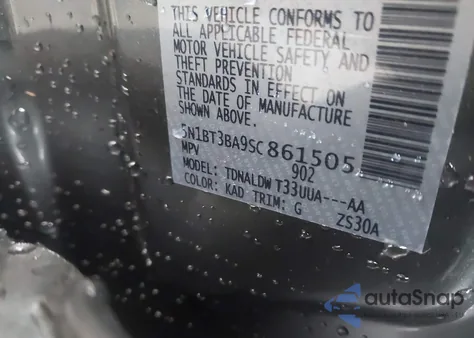 THIS VEHICLE CONFORMS TO
ALL APPLICABLE FEDERAL
MOTOR VEHICLE SAFETY AND
THEFT PREVENTION
STANDARDS IN EFFECT ON
THE DATE OF MANUFACTURE
SHOWN ABOVE.
5N1BT3BA9SC861505
MPV 902
MODEL: TDNALDW T33UUA---AA
COLOR: KAD TRIM: G ZS30A
autoSnap